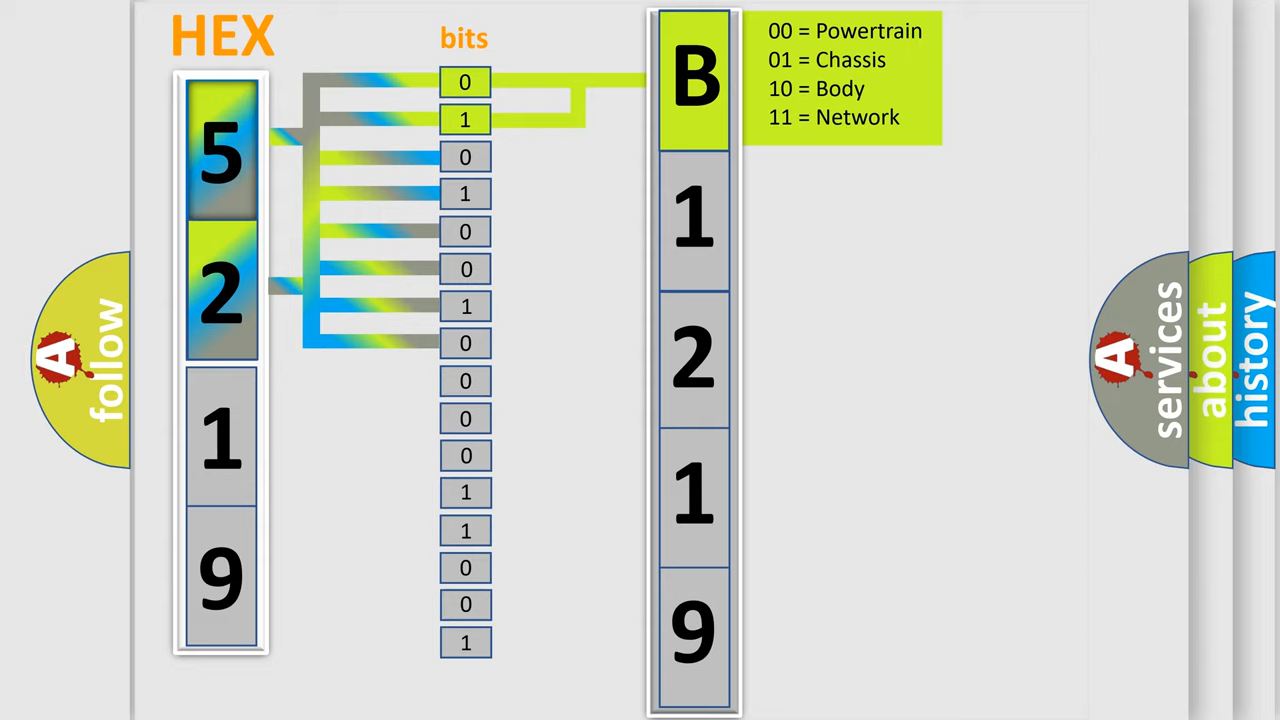 HEX
bits
5
2
1
9
0
1
0
1
0
0
1
0
0
0
0
1
1
0
0
1
B
1
2
1
9
00 = Powertrain
01 = Chassis
10 = Body
11 = Network
A
follow
A
services
about
history